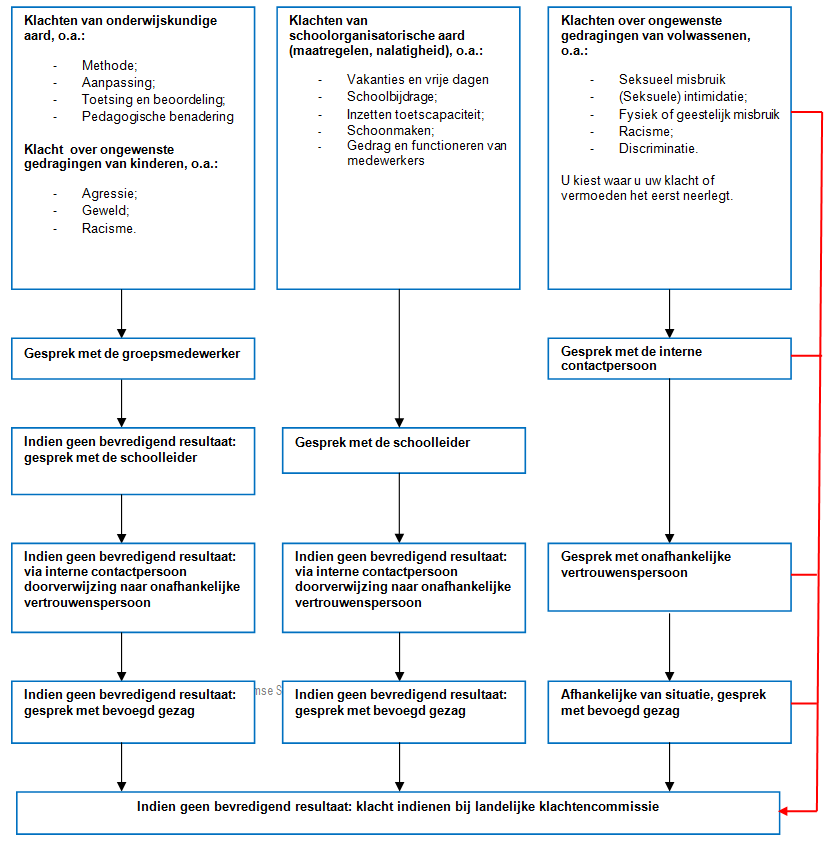 Klachten van onderwijskundige
aard, o.a.:
- Methode;
- Aanpassing;
- Toetsing en beoordeling;
- Pedagogische benadering
Klacht over ongewenste
gedragingen van kinderen, o.a.:
- Agressie;
- Geweld;
- Racisme.
Klachten van
schoolorganisatorische aard
(maatregelen, nalatigheid), o.a.:
- Vakanties en vrije dagen
- Schoolbijdrage;
- Inzetten toetscapaciteit;
- Schoonmaken;
- Gedrag en functioneren van
medewerkers
Klachten over ongewenste
gedragingen van volwassenen,
o.a.:
- Seksueel misbruik
- (Seksuele) intimidatie;
- Fysiek of geestelijk misbruik
- Racisme;
- Discriminatie.
U kiest waar u uw klacht of
vermoeden het eerst neerlegt.
Gesprek met de groepsmedewerker
Gesprek met de interne
contactpersoon
Indien geen bevredigend resultaat:
gesprek met de schoolleider
Gesprek met de schoolleider
Indien geen bevredigend resultaat:
via interne contactpersoon
doorverwijzing naar onafhankelijke
vertrouwenspersoon
Indien geen bevredigend resultaat:
via interne contactpersoon
doorverwijzing naar onafhankelijke
vertrouwenspersoon
Gesprek met onafhankelijke
vertrouwenspersoon
Indien geen bevredigend resultaat:
gesprek met bevoegd gezag
mse S
Indien geen bevredigend resultaat:
gesprek met bevoegd gezag
Afhankelijke van situatie, gesprek
met bevoegd gezag
Indien geen bevredigend resultaat: klacht indienen bij landelijke klachtencommissie